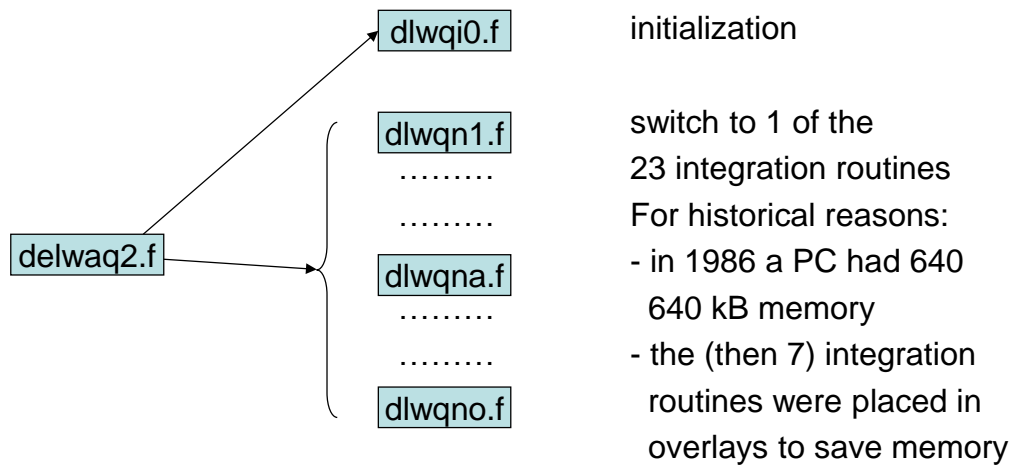 dlwqi0.f
initialization
dlwqn1.f
switch to 1 of the
.........
23 integration routines
.........
For historical reasons:
delwaq2.f
dlwqna.f
- in 1986 a PC had 640
.........
640 kB memory
.........
- the (then 7) integration
dlwqno.f
routines were placed in
overlays to save memory